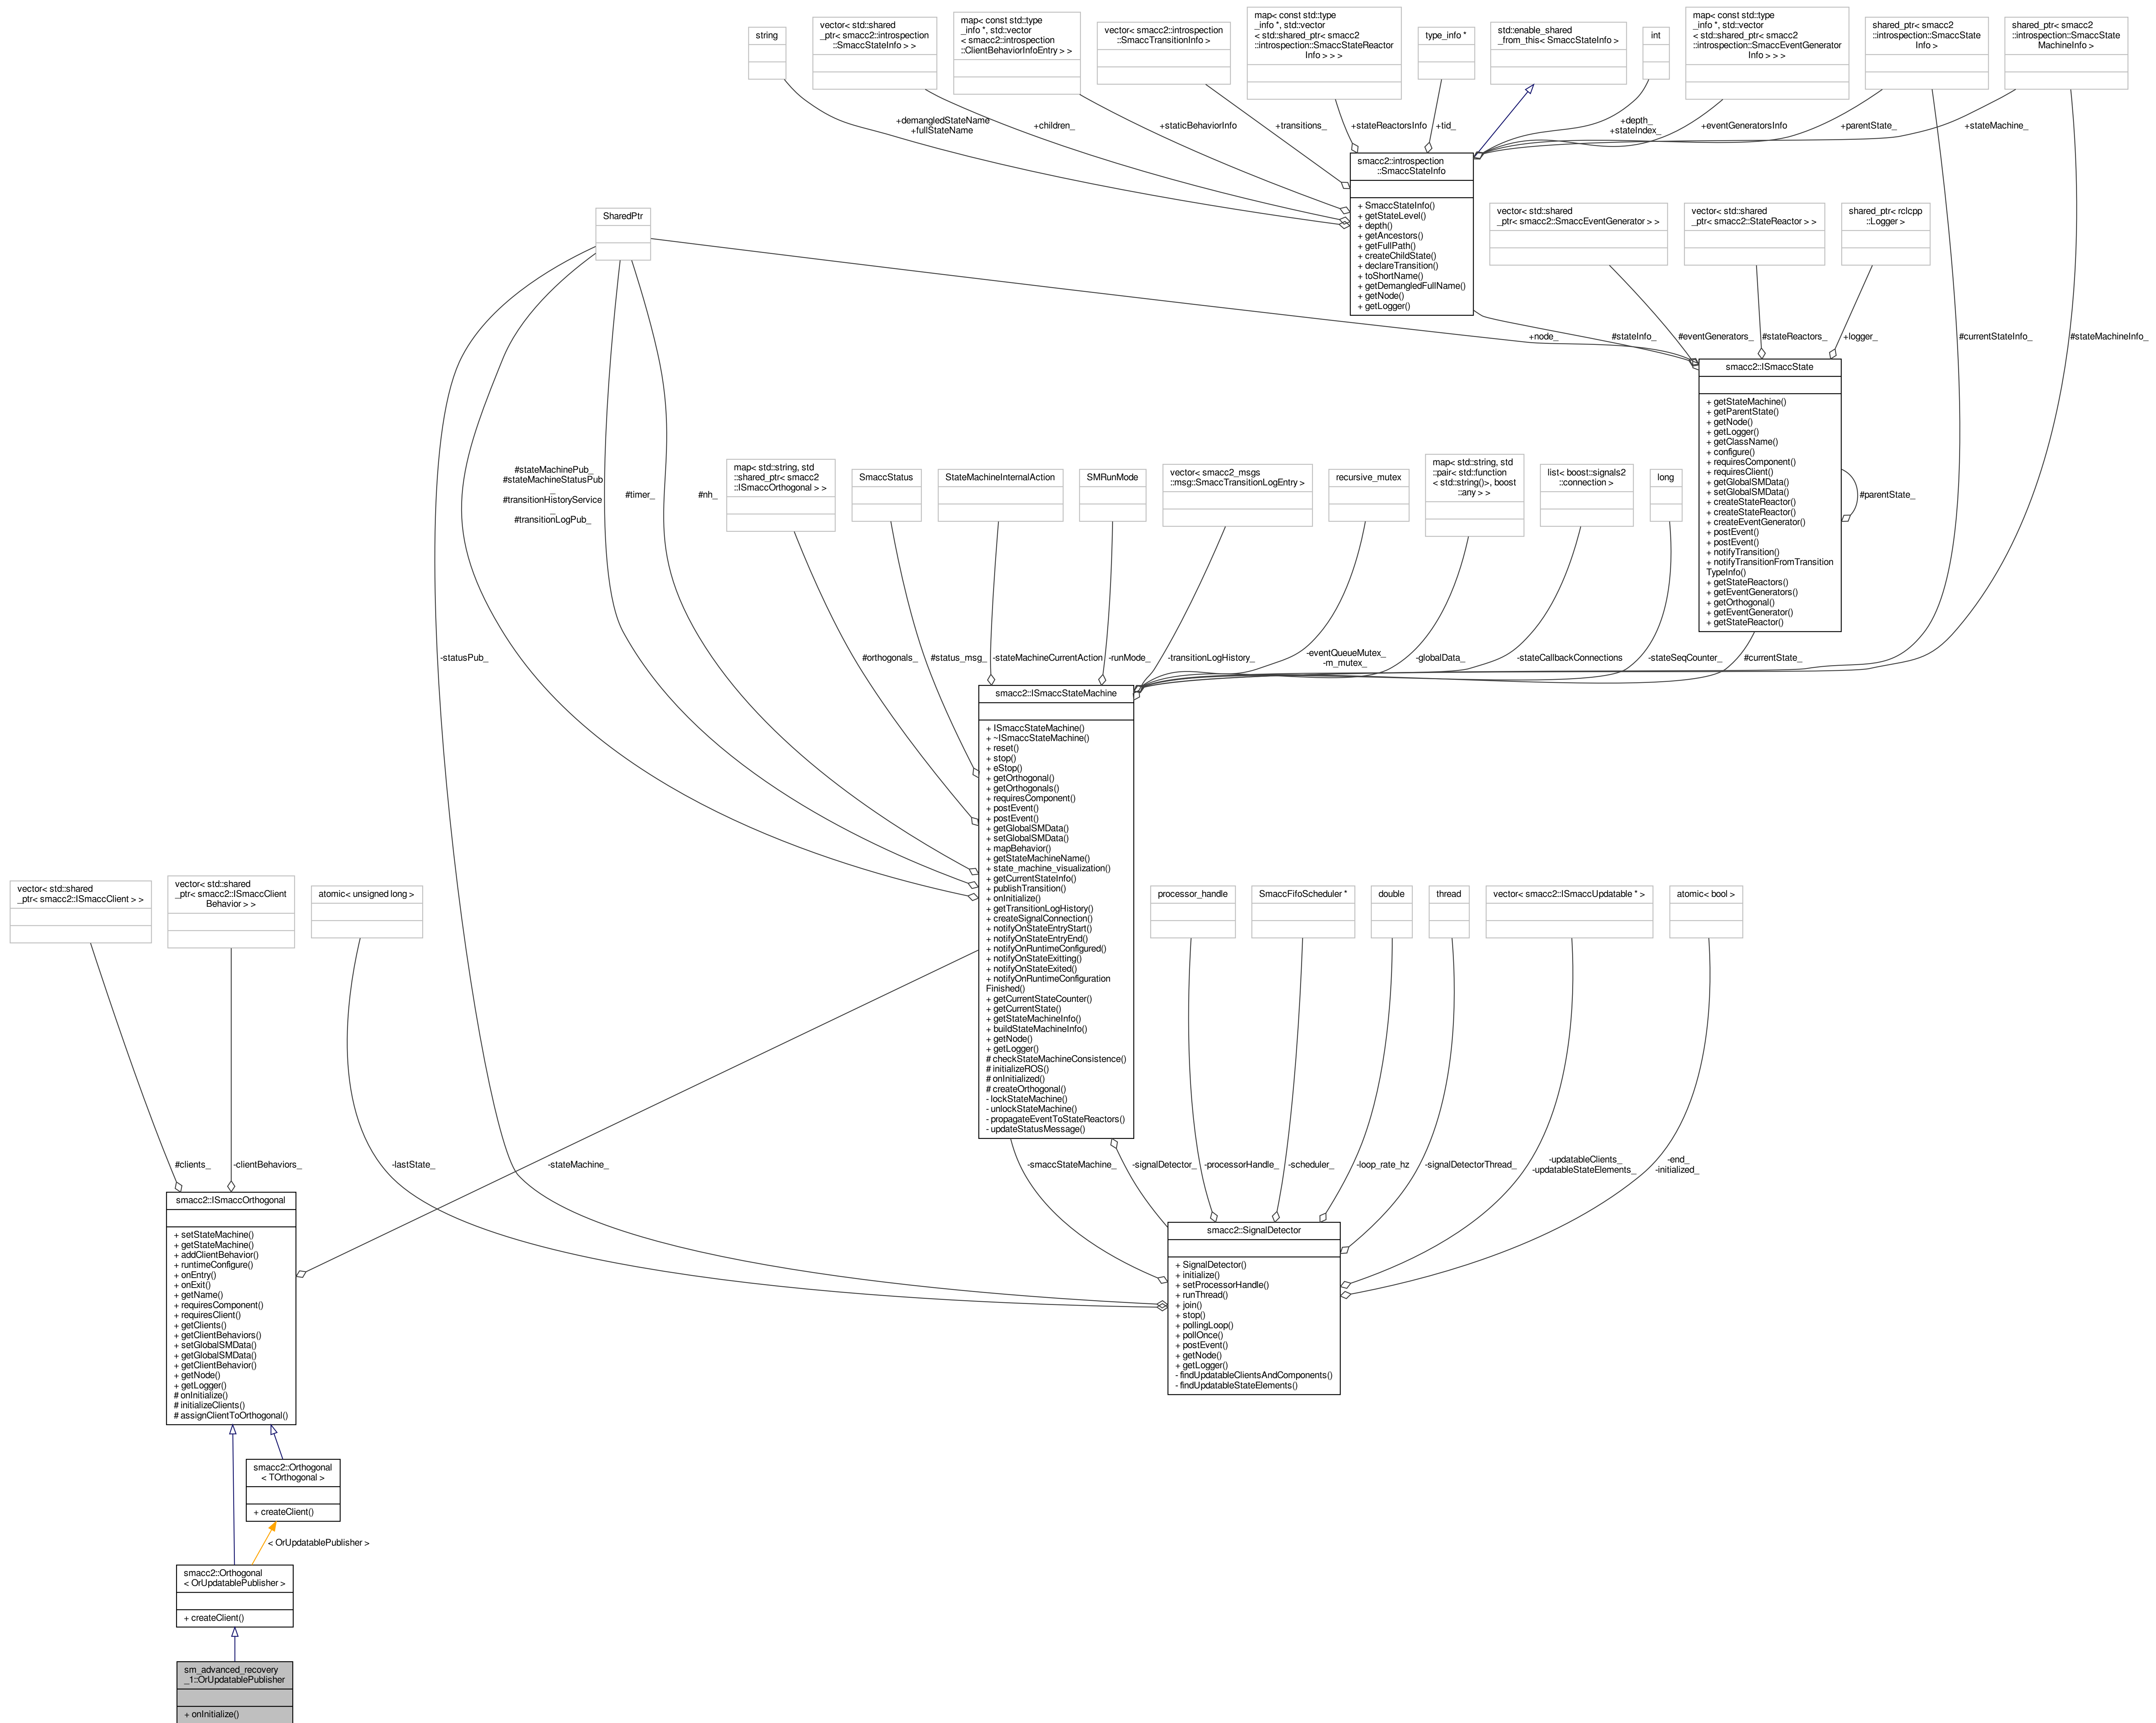 string
vector< std::shared
_ptr< smacc2::introspection
::SmaccStateInfo > >
map< const std::type
_info *, std::vector
< smacc2::introspection
::ClientBehaviorInfoEntry > >
vector< smacc2::introspection
::SmaccTransitionInfo >
map< const std::type
_info *, std::vector
< std::shared_ptr< smacc2
::introspection::SmaccStateReactor
Info > > >
type_info *
std::enable_shared
_from_this< SmaccStateInfo >
int
map< const std::type
_info *, std::vector
< std::shared_ptr< smacc2
::introspection::SmaccEventGenerator
Info > > >
shared_ptr< smacc2
::introspection::SmaccState
Info >
shared_ptr< smacc2
::introspection::SmaccState
MachineInfo >
+demangledStateName
+fullStateName
+children_
+staticBehaviorInfo
+transitions_
+stateReactorsInfo
+tid_
+depth_
+stateIndex_
+eventGeneratorsInfo
+parentState_
+stateMachine_
smacc2::introspection
::SmaccStateInfo
+ SmaccStateInfo()
+ getStateLevel()
+ depth()
+ getAncestors()
+ getFullPath()
+ createChildState()
+ declareTransition()
+ toShortName()
+ getDemangledFullName()
+ getNode()
+ getLogger()
SharedPtr
vector< std::shared
_ptr< smacc2::SmaccEventGenerator > >
vector< std::shared
_ptr< smacc2::StateReactor > >
shared_ptr< rclcpp
::Logger >
+node_
#stateInfo_
#eventGenerators_
#stateReactors_
+logger_
#currentStateInfo_
#stateMachineInfo_
smacc2::ISmaccState
+ getStateMachine()
+ getParentState()
+ getNode()
+ getLogger()
+ getClassName()
+ configure()
+ requiresComponent()
+ requiresClient()
+ getGlobalSMData()
+ setGlobalSMData()
+ createStateReactor()
+ createStateReactor()
+ createEventGenerator()
+ postEvent()
+ postEvent()
+ notifyTransition()
+ notifyTransitionFromTransition
TypeInfo()
+ getStateReactors()
+ getEventGenerators()
+ getOrthogonal()
+ getEventGenerator()
+ getStateReactor()
#parentState_
#stateMachinePub_
#stateMachineStatusPub
_
#transitionHistoryService
_
#transitionLogPub_
#timer_
#nh_
map< std::string, std
::shared_ptr< smacc2
::ISmaccOrthogonal > >
SmaccStatus
StateMachineInternalAction
SMRunMode
vector< smacc2_msgs
::msg::SmaccTransitionLogEntry >
recursive_mutex
map< std::string, std
::pair< std::function
< std::string()>, boost
::any > >
list< boost::signals2
::connection >
long
-statusPub_
#orthogonals_
#status_msg_
-stateMachineCurrentAction
-runMode_
-transitionLogHistory_
-eventQueueMutex_
-m_mutex_
-globalData_
-stateCallbackConnections
-stateSeqCounter_
#currentState_
smacc2::ISmaccStateMachine
+ ISmaccStateMachine()
+ ~ISmaccStateMachine()
+ reset()
+ stop()
+ eStop()
+ getOrthogonal()
+ getOrthogonals()
+ requiresComponent()
+ postEvent()
+ postEvent()
+ getGlobalSMData()
+ setGlobalSMData()
+ mapBehavior()
+ getStateMachineName()
+ state_machine_visualization()
+ getCurrentStateInfo()
+ publishTransition()
+ onInitialize()
+ getTransitionLogHistory()
+ createSignalConnection()
+ notifyOnStateEntryStart()
+ notifyOnStateEntryEnd()
+ notifyOnRuntimeConfigured()
+ notifyOnStateExitting()
+ notifyOnStateExited()
+ notifyOnRuntimeConfiguration
Finished()
+ getCurrentStateCounter()
+ getCurrentState()
+ getStateMachineInfo()
+ buildStateMachineInfo()
+ getNode()
+ getLogger()
# checkStateMachineConsistence()
# initializeROS()
# onInitialized()
# createOrthogonal()
- lockStateMachine()
- unlockStateMachine()
- propagateEventToStateReactors()
- updateStatusMessage()
vector< std::shared
_ptr< smacc2::ISmaccClient > >
vector< std::shared
_ptr< smacc2::ISmaccClient
Behavior > >
atomic< unsigned long >
processor_handle
SmaccFifoScheduler *
double
thread
vector< smacc2::ISmaccUpdatable * >
atomic< bool >
#clients_
-clientBehaviors_
-lastState_
-stateMachine_
-smaccStateMachine_
-signalDetector_
-processorHandle_
-scheduler_
-loop_rate_hz
-signalDetectorThread_
-updatableClients_
-updatableStateElements_
-end_
-initialized_
smacc2::ISmaccOrthogonal
+ setStateMachine()
+ getStateMachine()
+ addClientBehavior()
+ runtimeConfigure()
+ onEntry()
+ onExit()
+ getName()
+ requiresComponent()
+ requiresClient()
+ getClients()
+ getClientBehaviors()
+ setGlobalSMData()
+ getGlobalSMData()
+ getClientBehavior()
+ getNode()
+ getLogger()
# onInitialize()
# initializeClients()
# assignClientToOrthogonal()
smacc2::SignalDetector
+ SignalDetector()
+ initialize()
+ setProcessorHandle()
+ runThread()
+ join()
+ stop()
+ pollingLoop()
+ pollOnce()
+ postEvent()
+ getNode()
+ getLogger()
- findUpdatableClientsAndComponents()
- findUpdatableStateElements()
smacc2::Orthogonal
< TOrthogonal >
+ createClient()
< OrUpdatablePublisher >
smacc2::Orthogonal
< OrUpdatablePublisher >
+ createClient()
sm_advanced_recovery
_1::OrUpdatablePublisher
+ onInitialize()